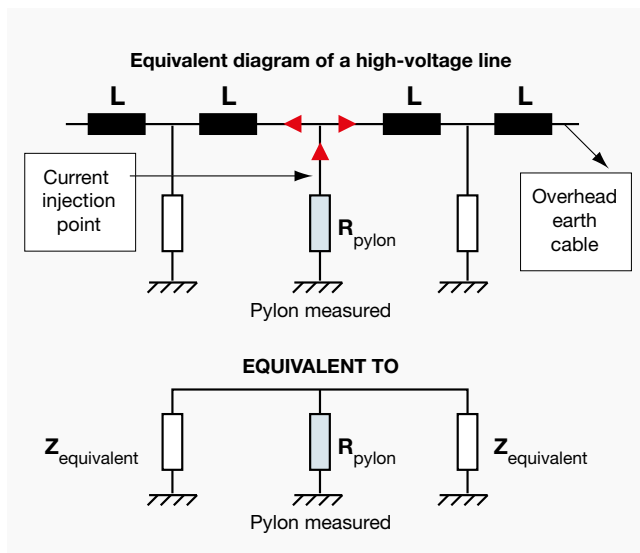 Equivalent diagram of a high-voltage line
L L L L
Current
injection
point
Overhead
earth
cable
Rpylon
Pylon measured
EQUIVALENT TO
Zequivalent Rpylon Zequivalent
Pylon measured